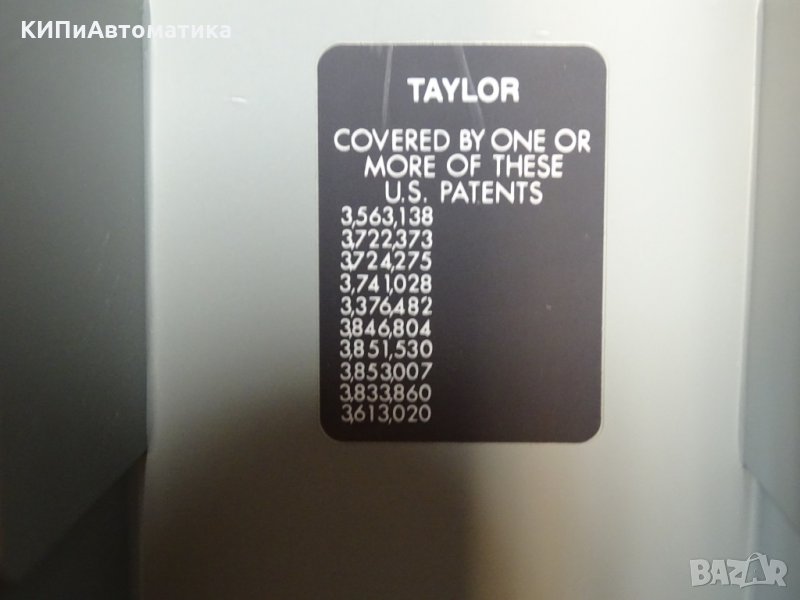 КИПиАвтоматика
TAYLOR
COVERED BY ONE OR
MORE OF THESE
U.S. PATENTS
3,563,138
3,722,373
3,724,275
3,741,028
3,376,482
3,846,804
3,851,530
3,853,007
3,833,860
3,613,020
BAZAR